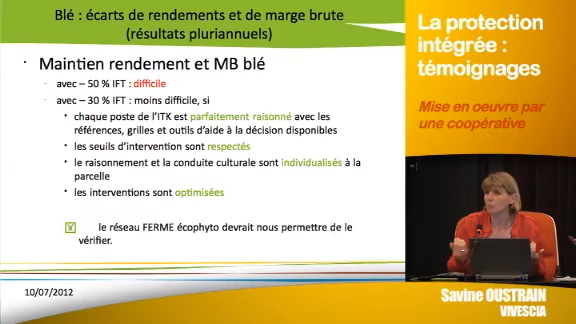 Blé : écarts de rendements et de marge brute
(résultats pluriannuels)
Maintien rendement et MB blé
avec – 50 % IFT : difficile
avec – 30 % IFT : moins difficile, si
chaque poste de l'ITK est parfaitement raisonné avec les
références, grilles et outils d'aide à la décision disponibles
les seuils d'intervention sont respectés
le raisonnement et la conduite culturale sont individualisés à la
parcelle
les interventions sont optimisées
le réseau FERME écophyto devrait nous permettre de le
vérifier.
10/07/2012
La protection
intégrée :
témoignages
Mise en oeuvre par
une coopérative
Savine OUSTRAIN
VIVESCIA